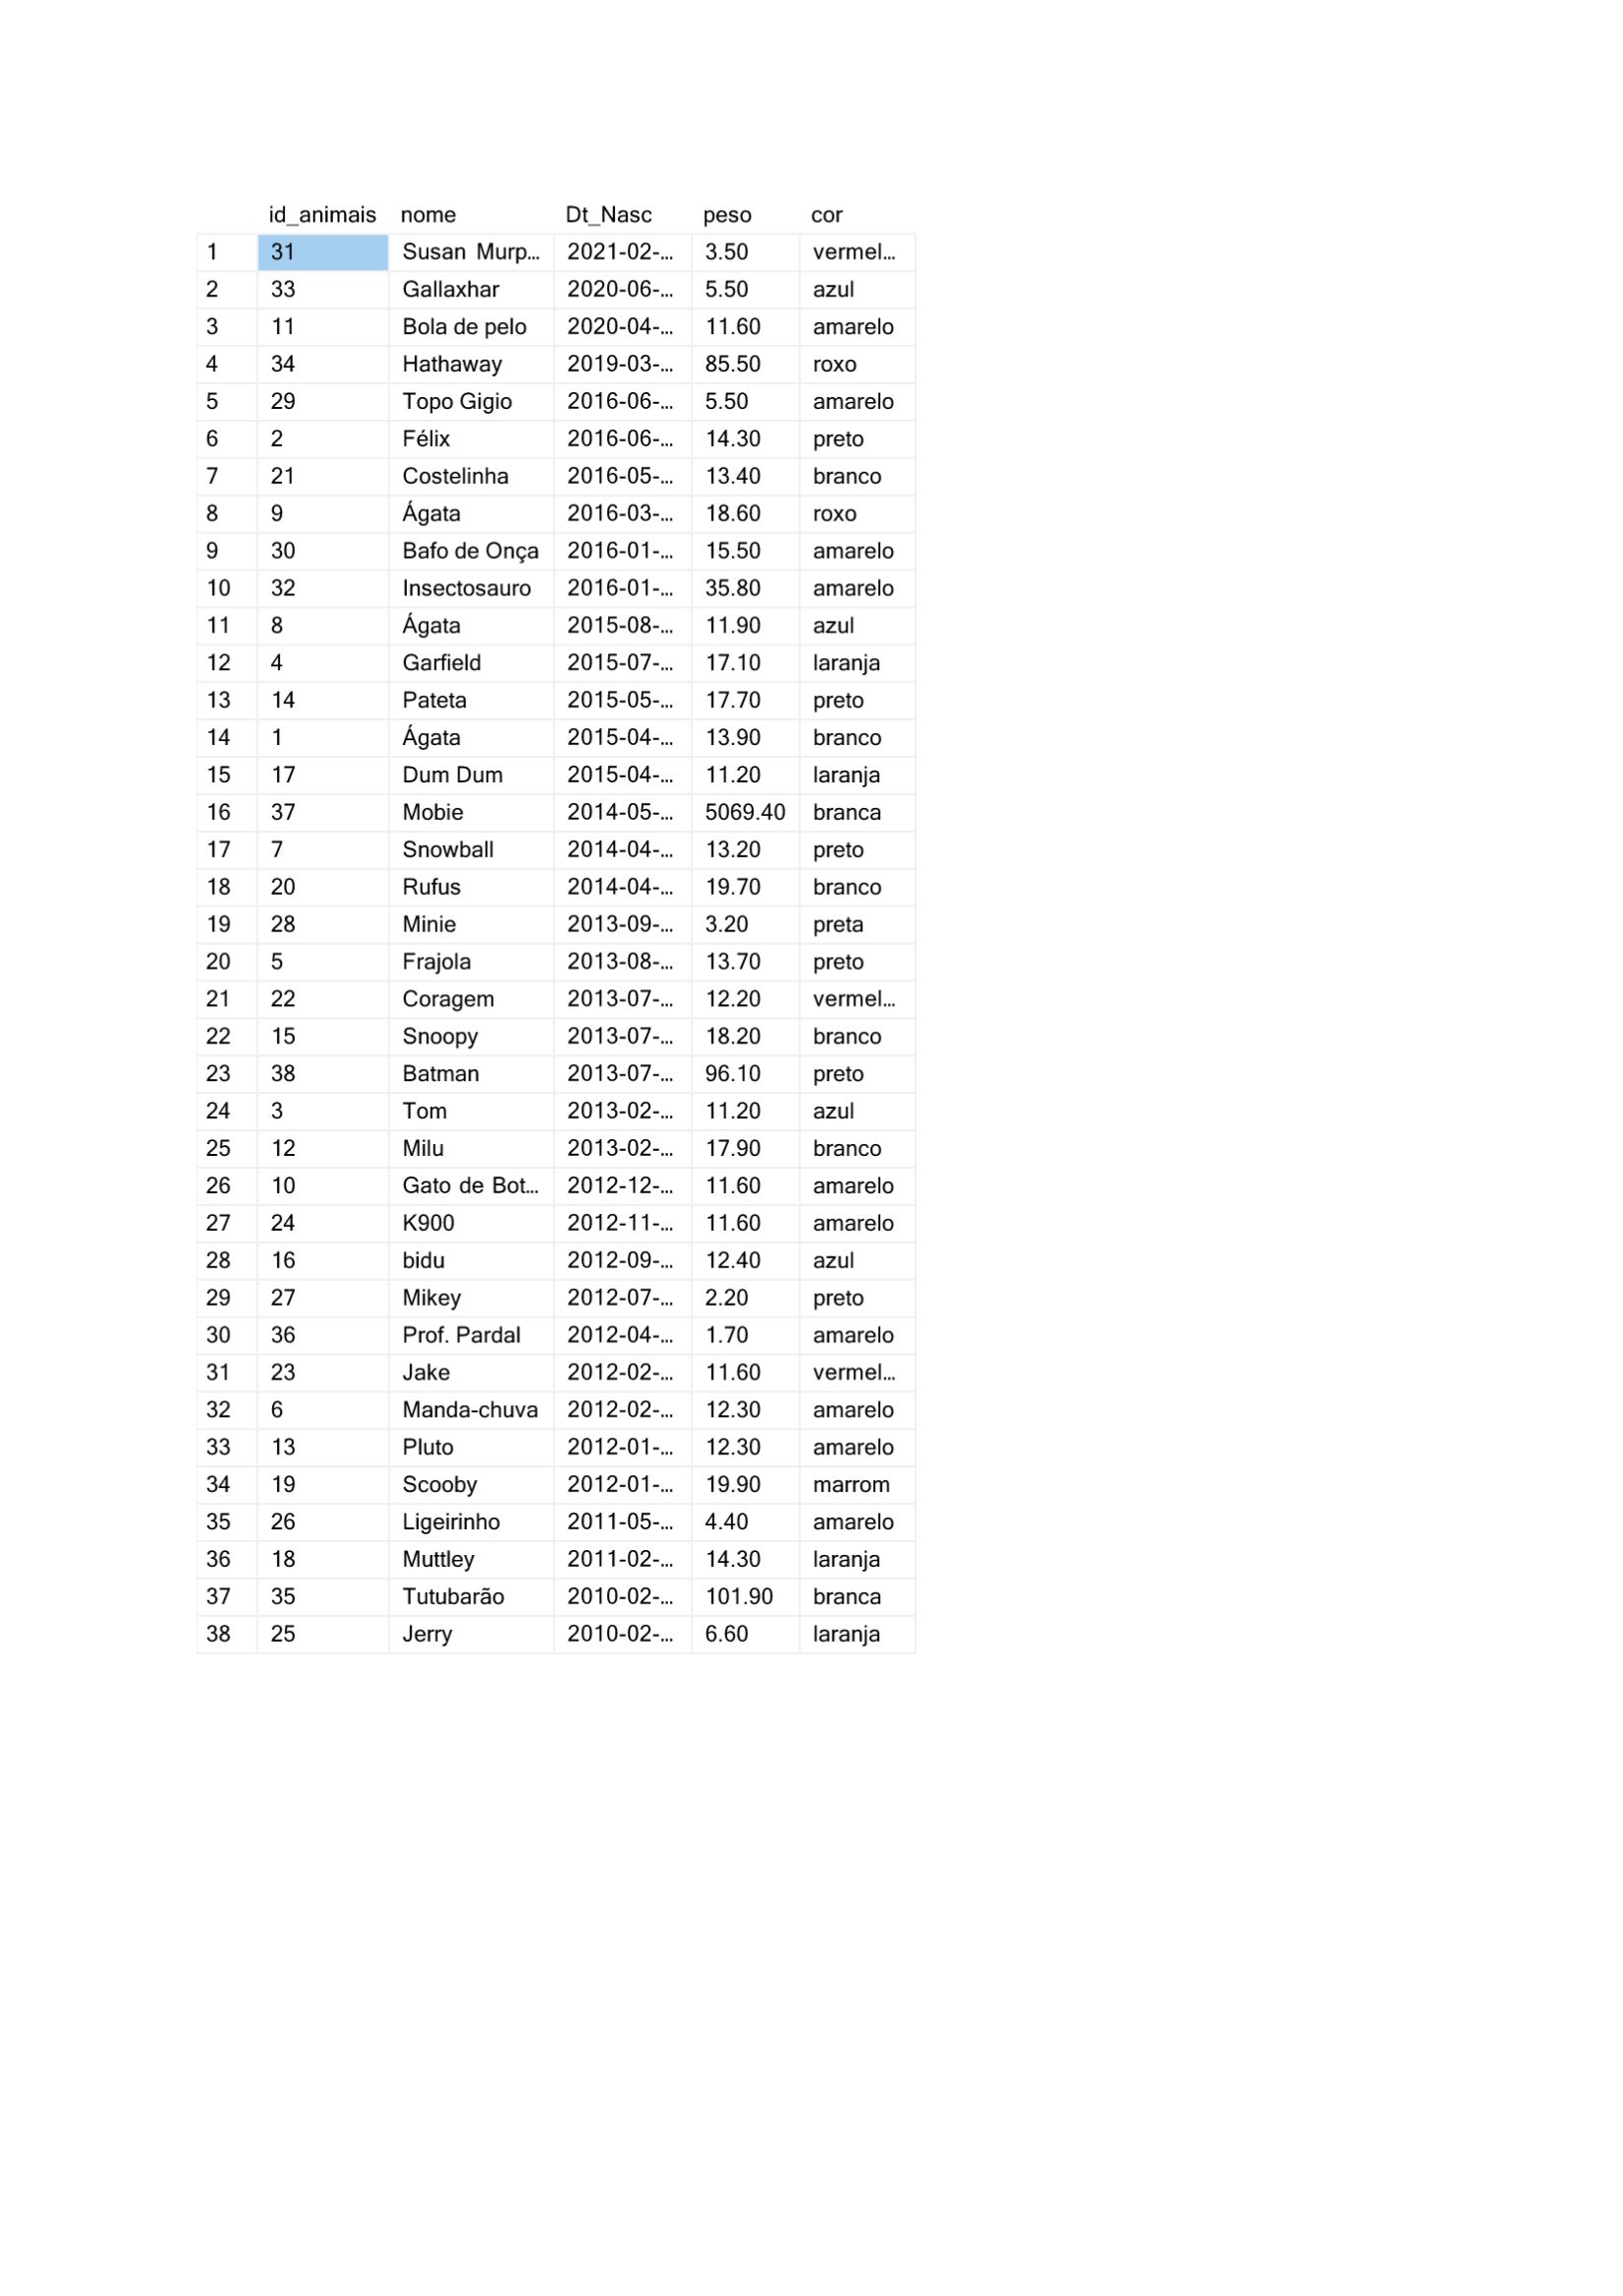 id_animais nome Dt_Nasc peso cor
1 31 Susan Murp... 2021-02-... 3.50 vermel...
2 33 Gallaxhar 2020-06-... 5.50 azul
3 11 Bola de pelo 2020-04-... 11.60 amarelo
4 34 Hathaway 2019-03-... 85.50 roxo
5 29 Topo Gigio 2016-06-... 5.50 amarelo
6 2 Félix 2016-06-... 14.30 preto
7 21 Costelinha 2016-05-... 13.40 branco
8 9 Ágata 2016-03-... 18.60 roxo
9 30 Bafo de Onça 2016-01-... 15.50 amarelo
10 32 Insectosauro 2016-01-... 35.80 amarelo
11 8 Ágata 2015-08-... 11.90 azul
12 4 Garfield 2015-07-... 17.10 laranja
13 14 Pateta 2015-05-... 17.70 preto
14 1 Ágata 2015-04-... 13.90 branco
15 17 Dum Dum 2015-04-... 11.20 laranja
16 37 Mobie 2014-05-... 5069.40 branca
17 7 Snowball 2014-04-... 13.20 preto
18 20 Rufus 2014-04-... 19.70 branco
19 28 Minie 2013-09-... 3.20 preta
20 5 Frajola 2013-08-... 13.70 preto
21 22 Coragem 2013-07-... 12.20 vermel...
22 15 Snoopy 2013-07-... 18.20 branco
23 38 Batman 2013-07-... 96.10 preto
24 3 Tom 2013-02-... 11.20 azul
25 12 Milu 2013-02-... 17.90 branco
26 10 Gato de Bot... 2012-12-... 11.60 amarelo
27 24 K900 2012-11-... 11.60 amarelo
28 16 bidu 2012-09-... 12.40 azul
29 27 Mikey 2012-07-... 2.20 preto
30 36 Prof. Pardal 2012-04-... 1.70 amarelo
31 23 Jake 2012-02-... 11.60 vermel...
32 6 Manda-chuva 2012-02-... 12.30 amarelo
33 13 Pluto 2012-01-... 12.30 amarelo
34 19 Scooby 2012-01-... 19.90 marrom
35 26 Ligeirinho 2011-05-... 4.40 amarelo
36 18 Muttley 2011-02-... 14.30 laranja
37 35 Tutubarão 2010-02-... 101.90 branca
38 25 Jerry 2010-02-... 6.60 laranja